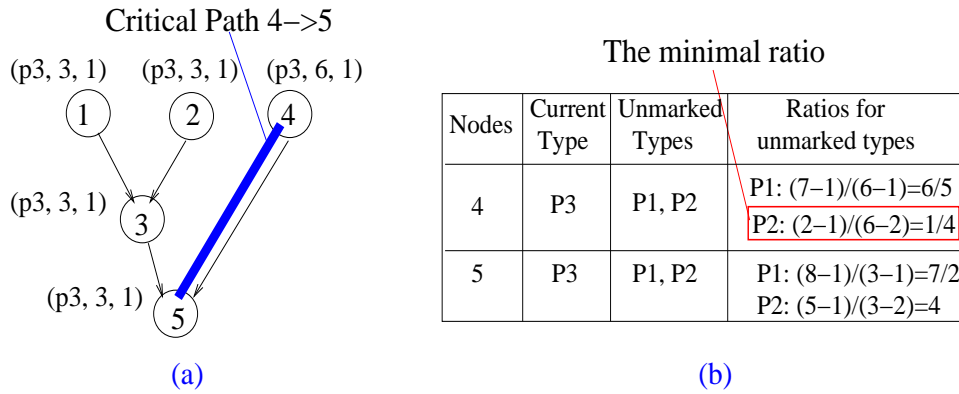 Critical Path 4−>5
(p3, 3, 1) (p3, 3, 1) (p3, 6, 1)
1 2 4
(p3, 3, 1)
3
(p3, 3, 1)
5
(a)
The minimal ratio
Nodes Current Type Unmarked Types Ratios for unmarked types
4 P3 P1, P2 P1: (7−1)/(6−1)=6/5
P2: (2−1)/(6−2)=1/4
5 P3 P1, P2 P1: (8−1)/(3−1)=7/2
P2: (5−1)/(3−2)=4
(b)